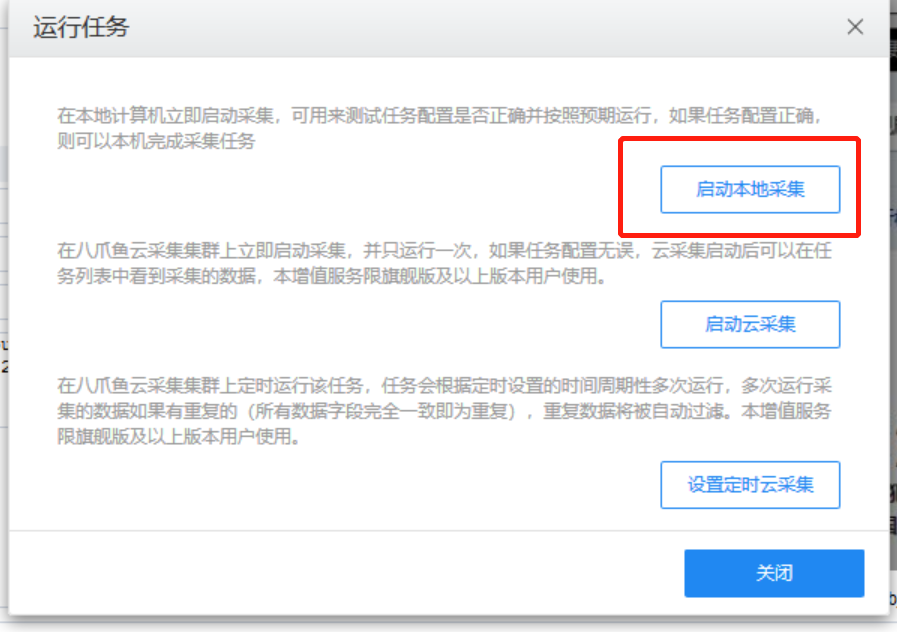 运行任务
在本地计算机立即启动采集，可用来测试任务配置是否正确并按照预期运行，如果任务配置正确，
则可以本机完成采集任务
启动本地采集
在八爪鱼云采集集群上立即启动采集，并只运行一次，如果任务配置无误，云采集启动后可以在任
务列表中看到采集的数据，本增值服务限旗舰版及以上版本用户使用。
启动云采集
在八爪鱼云采集集群上定时运行该任务，任务会根据定时设置的时间周期性多次运行，多次运行采
集的数据如果有重复的（所有数据字段完全一致即为重复），重复数据将被自动过滤。本增值服务
限旗舰版及以上版本用户使用。
设置定时云采集
关闭